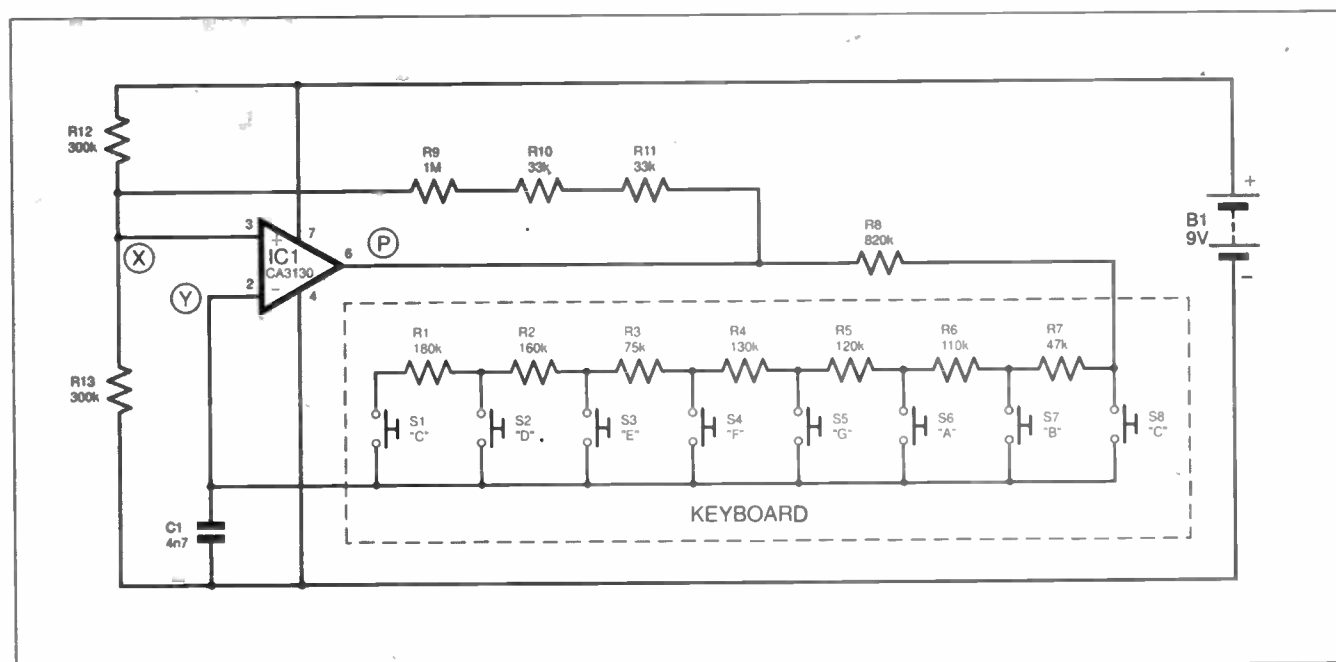 R12
300k
R9
1M
R10
33k
R11
33k
R8
820k
+
B1
9V
-
3
7
+
IC1
CA3130
6
P
X
2
-
4
Y
R13
300k
R1
180k
R2
160k
R3
75k
R4
130k
R5
120k
R6
110k
R7
47k
S1
"C"
S2
"D"
S3
"E"
S4
"F"
S5
"G"
S6
"A"
S7
"B"
S8
"C"
C1
4n7
KEYBOARD